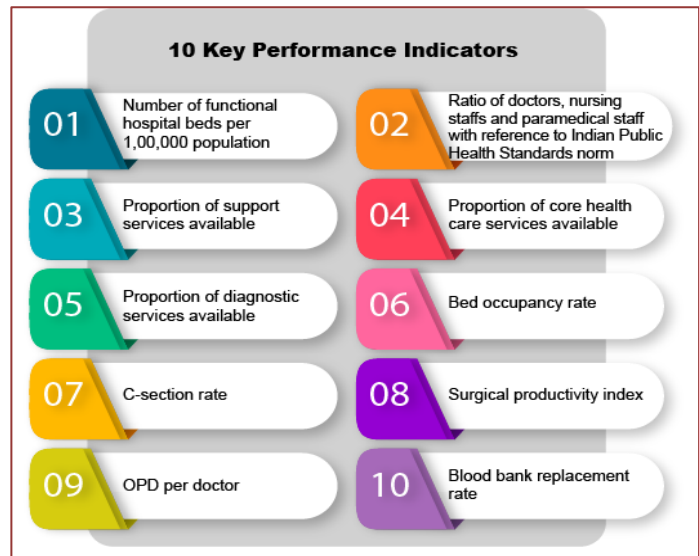 10 Key Performance Indicators
01
Number of functional
hospital beds per
1,00,000 population
02
Ratio of doctors, nursing
staffs and paramedical staff
with reference to Indian Public
Health Standards norm
03
Proportion of support
services available
04
Proportion of core health
care services available
05
Proportion of diagnostic
services available
06
Bed occupancy rate
07
C-section rate
08
Surgical productivity index
09
OPD per doctor
10
Blood bank replacement
rate